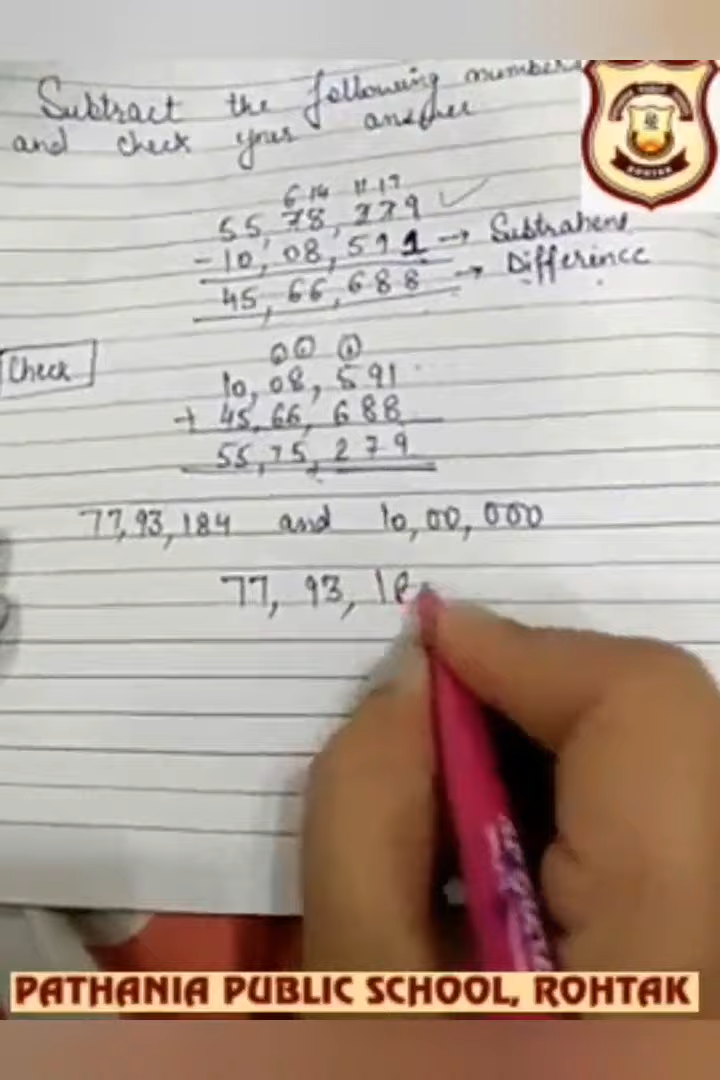 Subtract the following numbers
and check your answer
6 14 11 17
55,78,279
-10,08,591 → Subtrahend
45,66,688 → Difference
Check
10,08,591
+ 45,66,688
55,75,279
77,93,184 and 10,00,000
77, 93, 18
ROHTAK
PATHANIA PUBLIC SCHOOL, ROHTAK